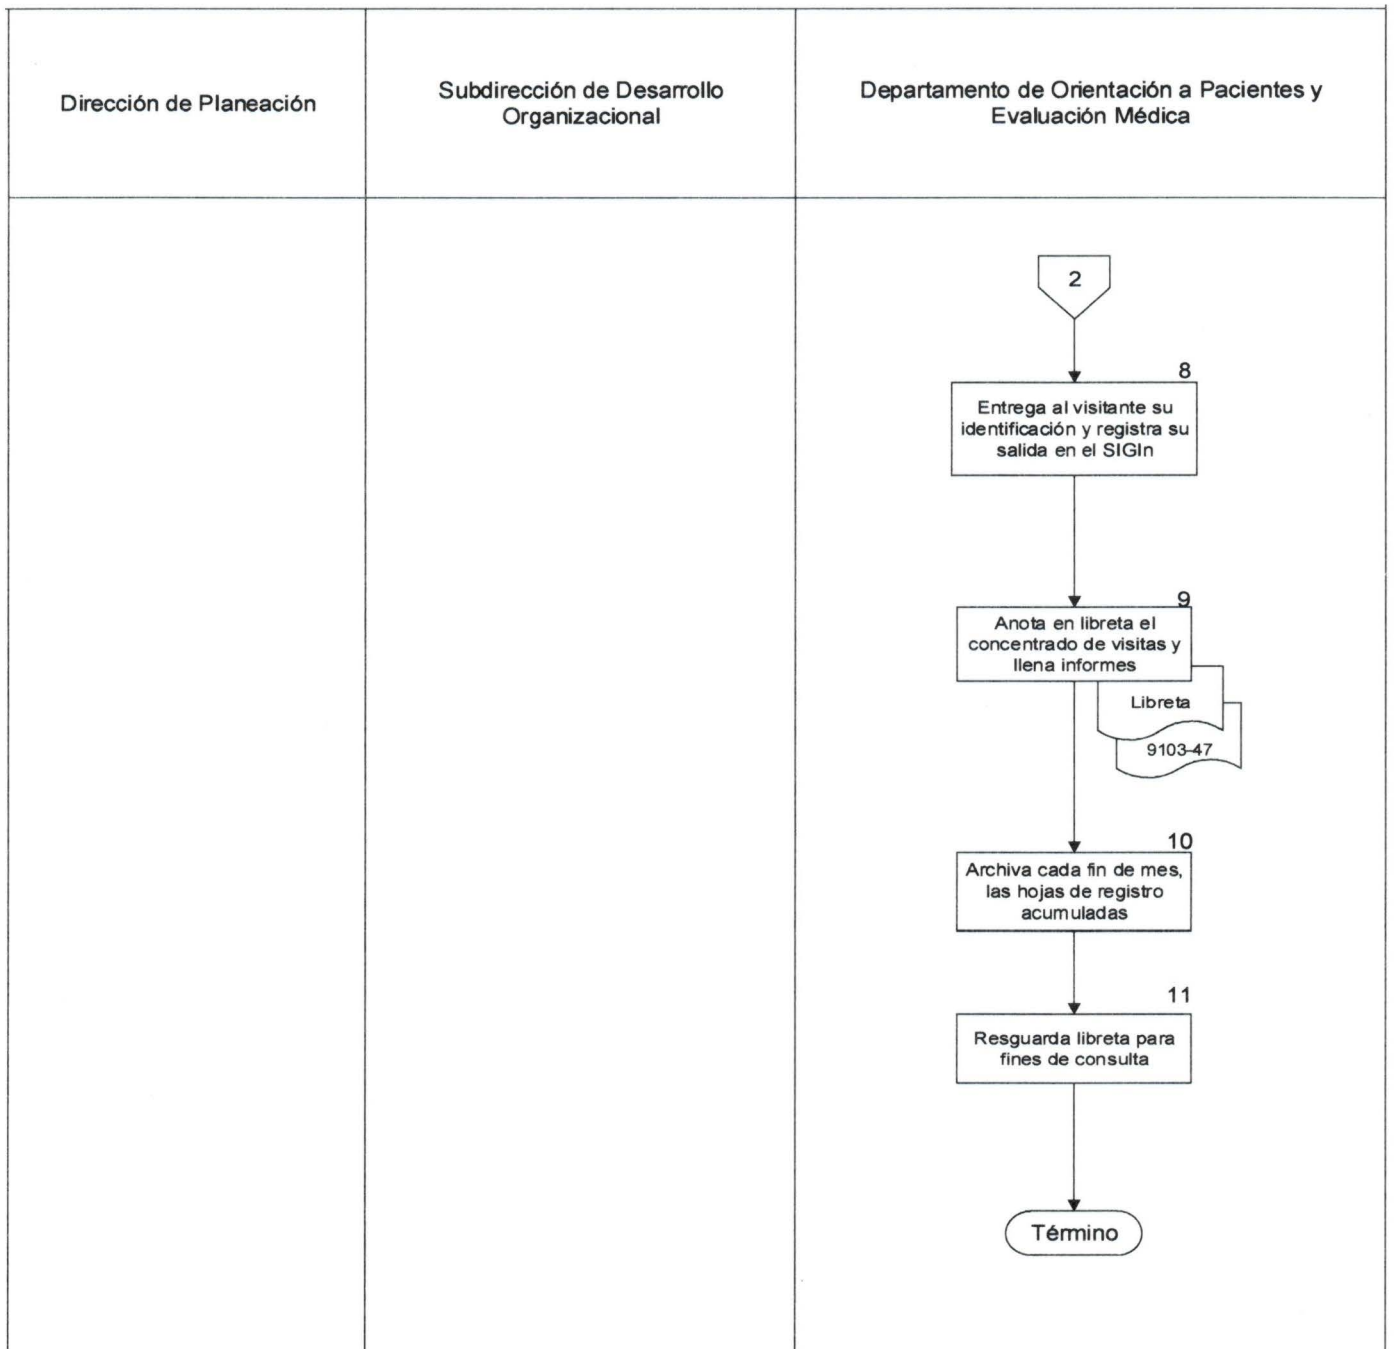 Dirección de Planeación
Subdirección de Desarrollo
Organizacional
Departamento de Orientación a Pacientes y
Evaluación Médica
2
8
Entrega al visitante su
identificación y registra su
salida en el SIGIn
9
Anota en libreta el
concentrado de visitas y
llena informes
Libreta
9103-47
10
Archiva cada fin de mes,
las hojas de registro
acumuladas
11
Resguarda libreta para
fines de consulta
Término